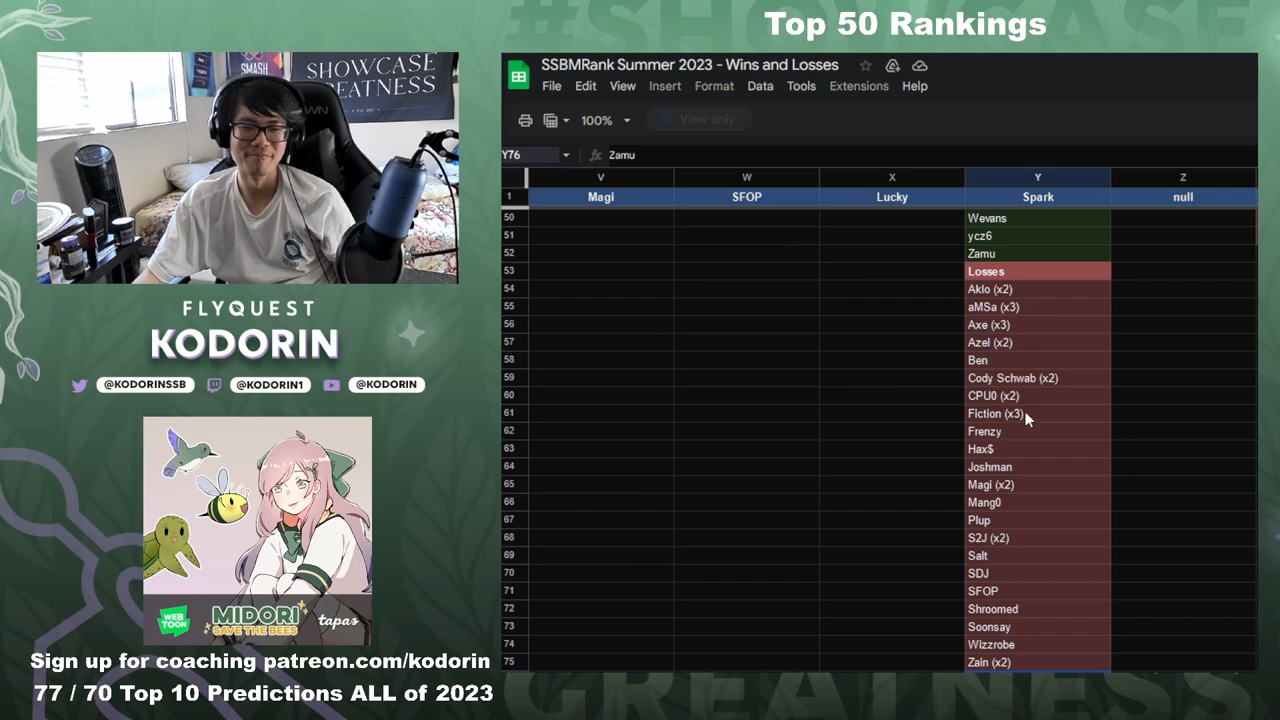 Top 50 Rankings
SHOWCASE
GREATNESS
SMASH
SSBMRank Summer 2023 - Wins and Losses
File Edit View Insert Format Data Tools Extensions Help
100% View only
Y76 fx Zamu
V W X Y Z
1 Magi SFOP Lucky Spark null
50 Wevans
51 ycz6
52 Zamu
53 Losses
54 Aklo (x2)
55 aMSa (x3)
56 Axe (x3)
57 Azel (x2)
58 Ben
59 Cody Schwab (x2)
60 CPU0 (x2)
61 Fiction (x3)
62 Frenzy
63 Hax$
64 Joshman
65 Magi (x2)
66 Mang0
67 Plup
68 S2J (x2)
69 Salt
70 SDJ
71 SFOP
72 Shroomed
73 Soonsay
74 Wizzrobe
75 Zain (x2)
FLYQUEST
KODORIN
@KODORINSSB @KODORIN1 @KODORIN
WEB TOON
MIDORI
SAVE THE BEES
tapas
Sign up for coaching patreon.com/kodorin
77 / 70 Top 10 Predictions ALL of 2023
#SHOWCASE
GREATNESS